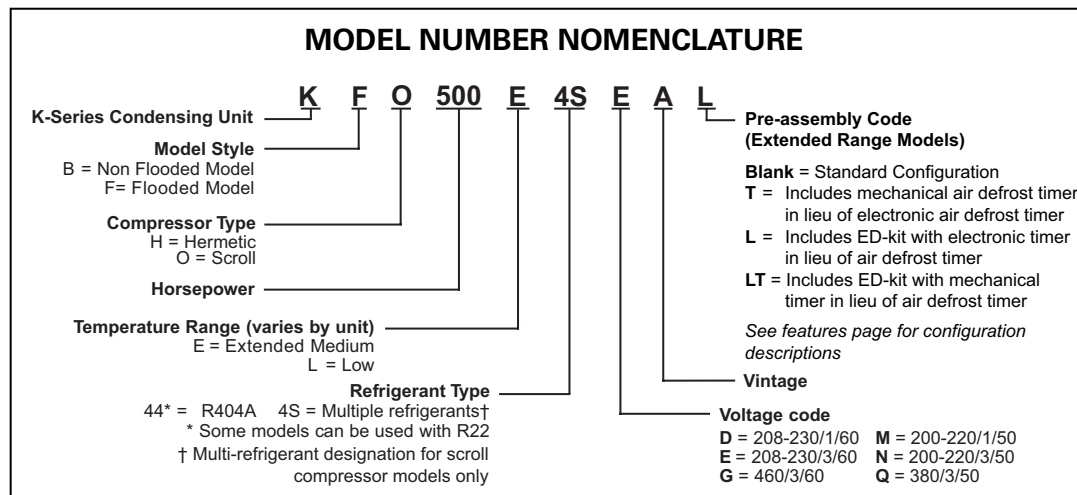 MODEL NUMBER NOMENCLATURE
K F O 500 E 4S E A L
K-Series Condensing Unit
Model Style
B = Non Flooded Model
F= Flooded Model
Compressor Type
H = Hermetic
O = Scroll
Horsepower
Temperature Range (varies by unit)
E = Extended Medium
L = Low
Refrigerant Type
44* = R404A 4S = Multiple refrigerants†
* Some models can be used with R22
† Multi-refrigerant designation for scroll
compressor models only
Pre-assembly Code
(Extended Range Models)
Blank = Standard Configuration
T = Includes mechanical air defrost timer
in lieu of electronic air defrost timer
L = Includes ED-kit with electronic timer
in lieu of air defrost timer
LT = Includes ED-kit with mechanical
timer in lieu of air defrost timer
See features page for configuration
descriptions
Vintage
Voltage code
D = 208-230/1/60 M = 200-220/1/50
E = 208-230/3/60 N = 200-220/3/50
G = 460/3/60 Q = 380/3/50